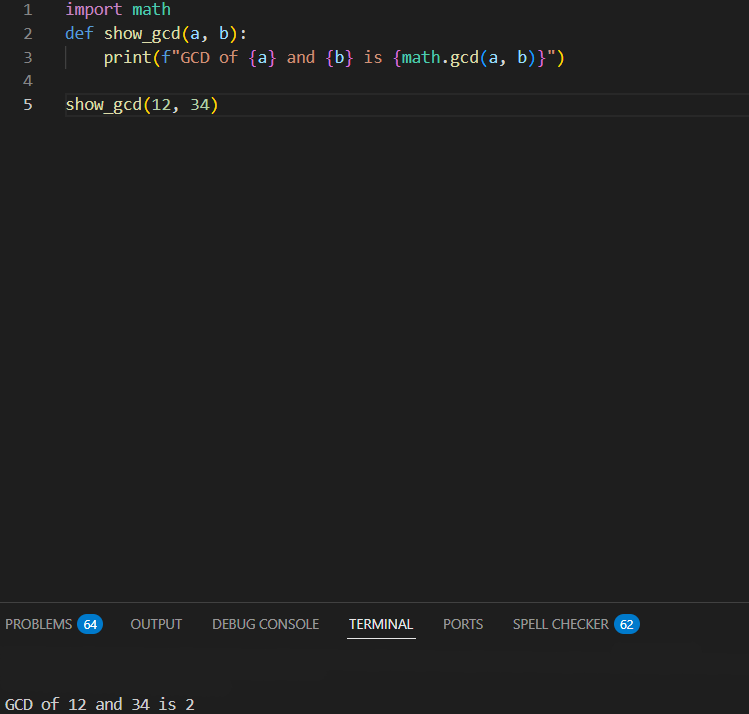 1 import math
2 def show_gcd(a, b):
3     print(f"GCD of {a} and {b} is {math.gcd(a, b)}")
4
5 show_gcd(12, 34)
PROBLEMS 64 OUTPUT DEBUG CONSOLE TERMINAL PORTS SPELL CHECKER 62
GCD of 12 and 34 is 2